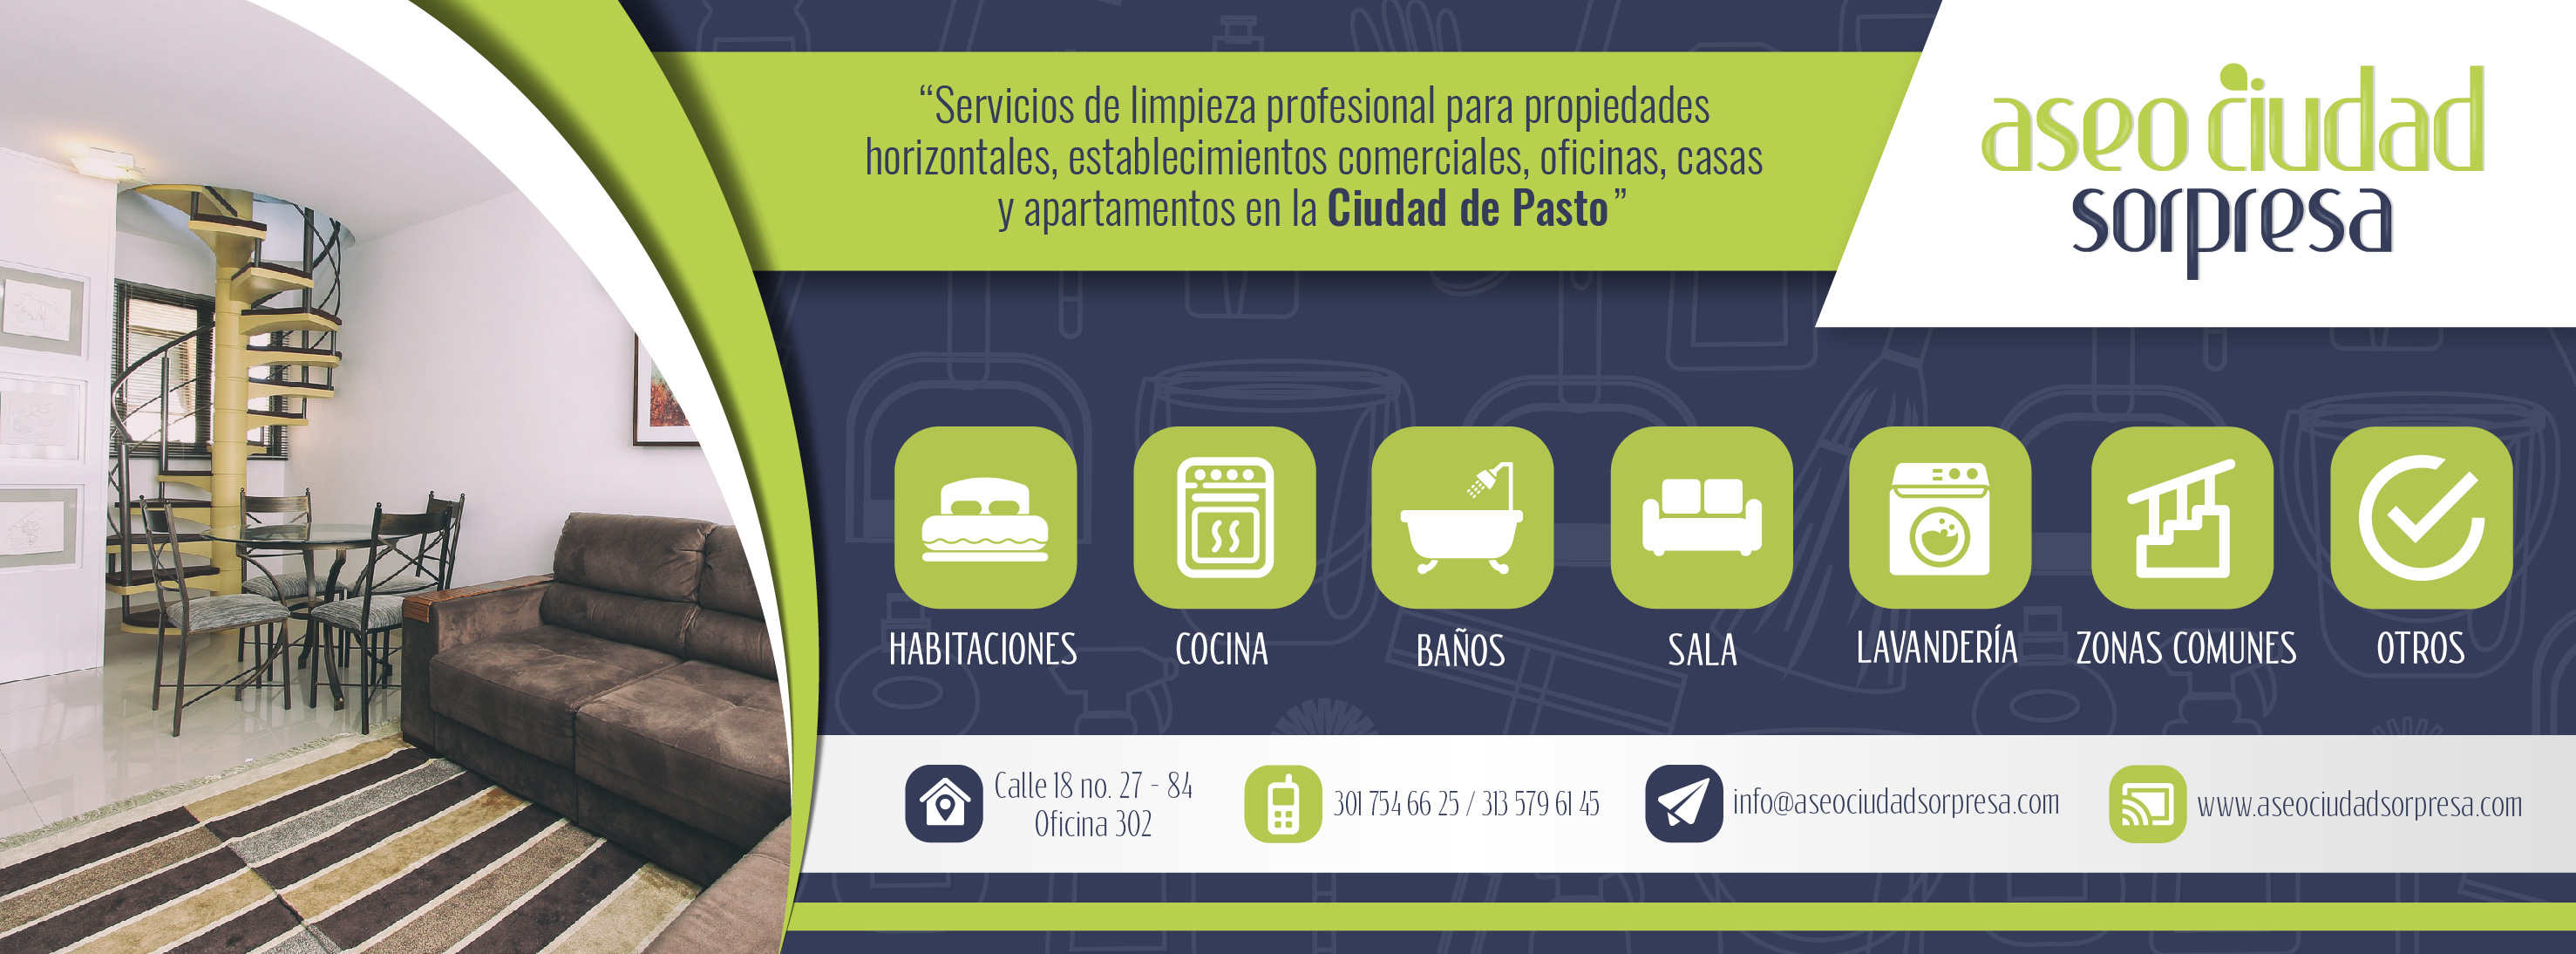 “Servicios de limpieza profesional para propiedades
horizontales, establecimientos comerciales, oficinas, casas
y apartamentos en la Ciudad de Pasto”
aseo ciudad
sorpresa
HABITACIONES
COCINA
BAÑOS
SALA
LAVANDERÍA
ZONAS COMUNES
OTROS
Calle 18 no. 27 - 84
Oficina 302
301 754 66 25 / 313 579 61 45
info@aseociudadsorpresa.com
www.aseociudadsorpresa.com